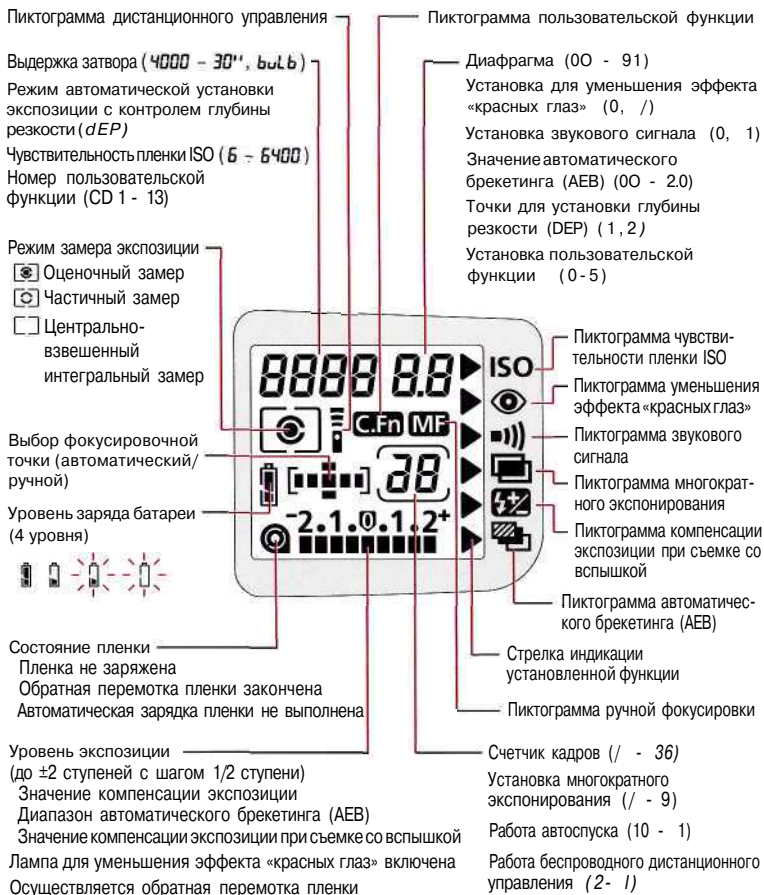 Пиктограмма дистанционного управления
Пиктограмма пользовательской функции
Выдержка затвора (4000 - 30'', buLb)
Режим автоматической установки
экспозиции с контролем глубины
резкости (dEP)
Чувствительность пленки ISO (6 - 6400)
Номер пользовательской
функции (CD 1 - 13)
Диафрагма (0О - 91)
Установка для уменьшения эффекта
«красных глаз» (0, /)
Установка звукового сигнала (0, 1)
Значение автоматического
брекетинга (AEB) (0О - 2.0)
Точки для установки глубины
резкости (DEP) (1,2)
Установка пользовательской
функции (0-5)
Режим замера экспозиции
Оценочный замер
Частичный замер
Центрально-
взвешенный
интегральный замер
Выбор фокусировочной
точки (автоматический/
ручной)
Уровень заряда батареи
(4 уровня)
8888 8.8
C.Fn MF
38
-2.1.0.1.2+
ISO
Пиктограмма чувстви-
тельности пленки ISO
Пиктограмма уменьшения
эффекта «красных глаз»
Пиктограмма звукового
сигнала
Пиктограмма многократ-
ного экспонирования
Пиктограмма компенсации
экспозиции при съемке со
вспышкой
Пиктограмма автоматичес-
кого брекетинга (AEB)
Стрелка индикации
установленной функции
Пиктограмма ручной фокусировки
Состояние пленки
Пленка не заряжена
Обратная перемотка пленки закончена
Автоматическая зарядка пленки не выполнена
Уровень экспозиции
(до ±2 ступеней с шагом 1/2 ступени)
Значение компенсации экспозиции
Диапазон автоматического брекетинга (AEB)
Значение компенсации экспозиции при съемке со вспышкой
Лампа для уменьшения эффекта «красных глаз» включена
Осуществляется обратная перемотка пленки
Счетчик кадров (/ - 36)
Установка многократного
экспонирования (/ - 9)
Работа автоспуска (10 - 1)
Работа беспроводного дистанционного
управления (2- I)